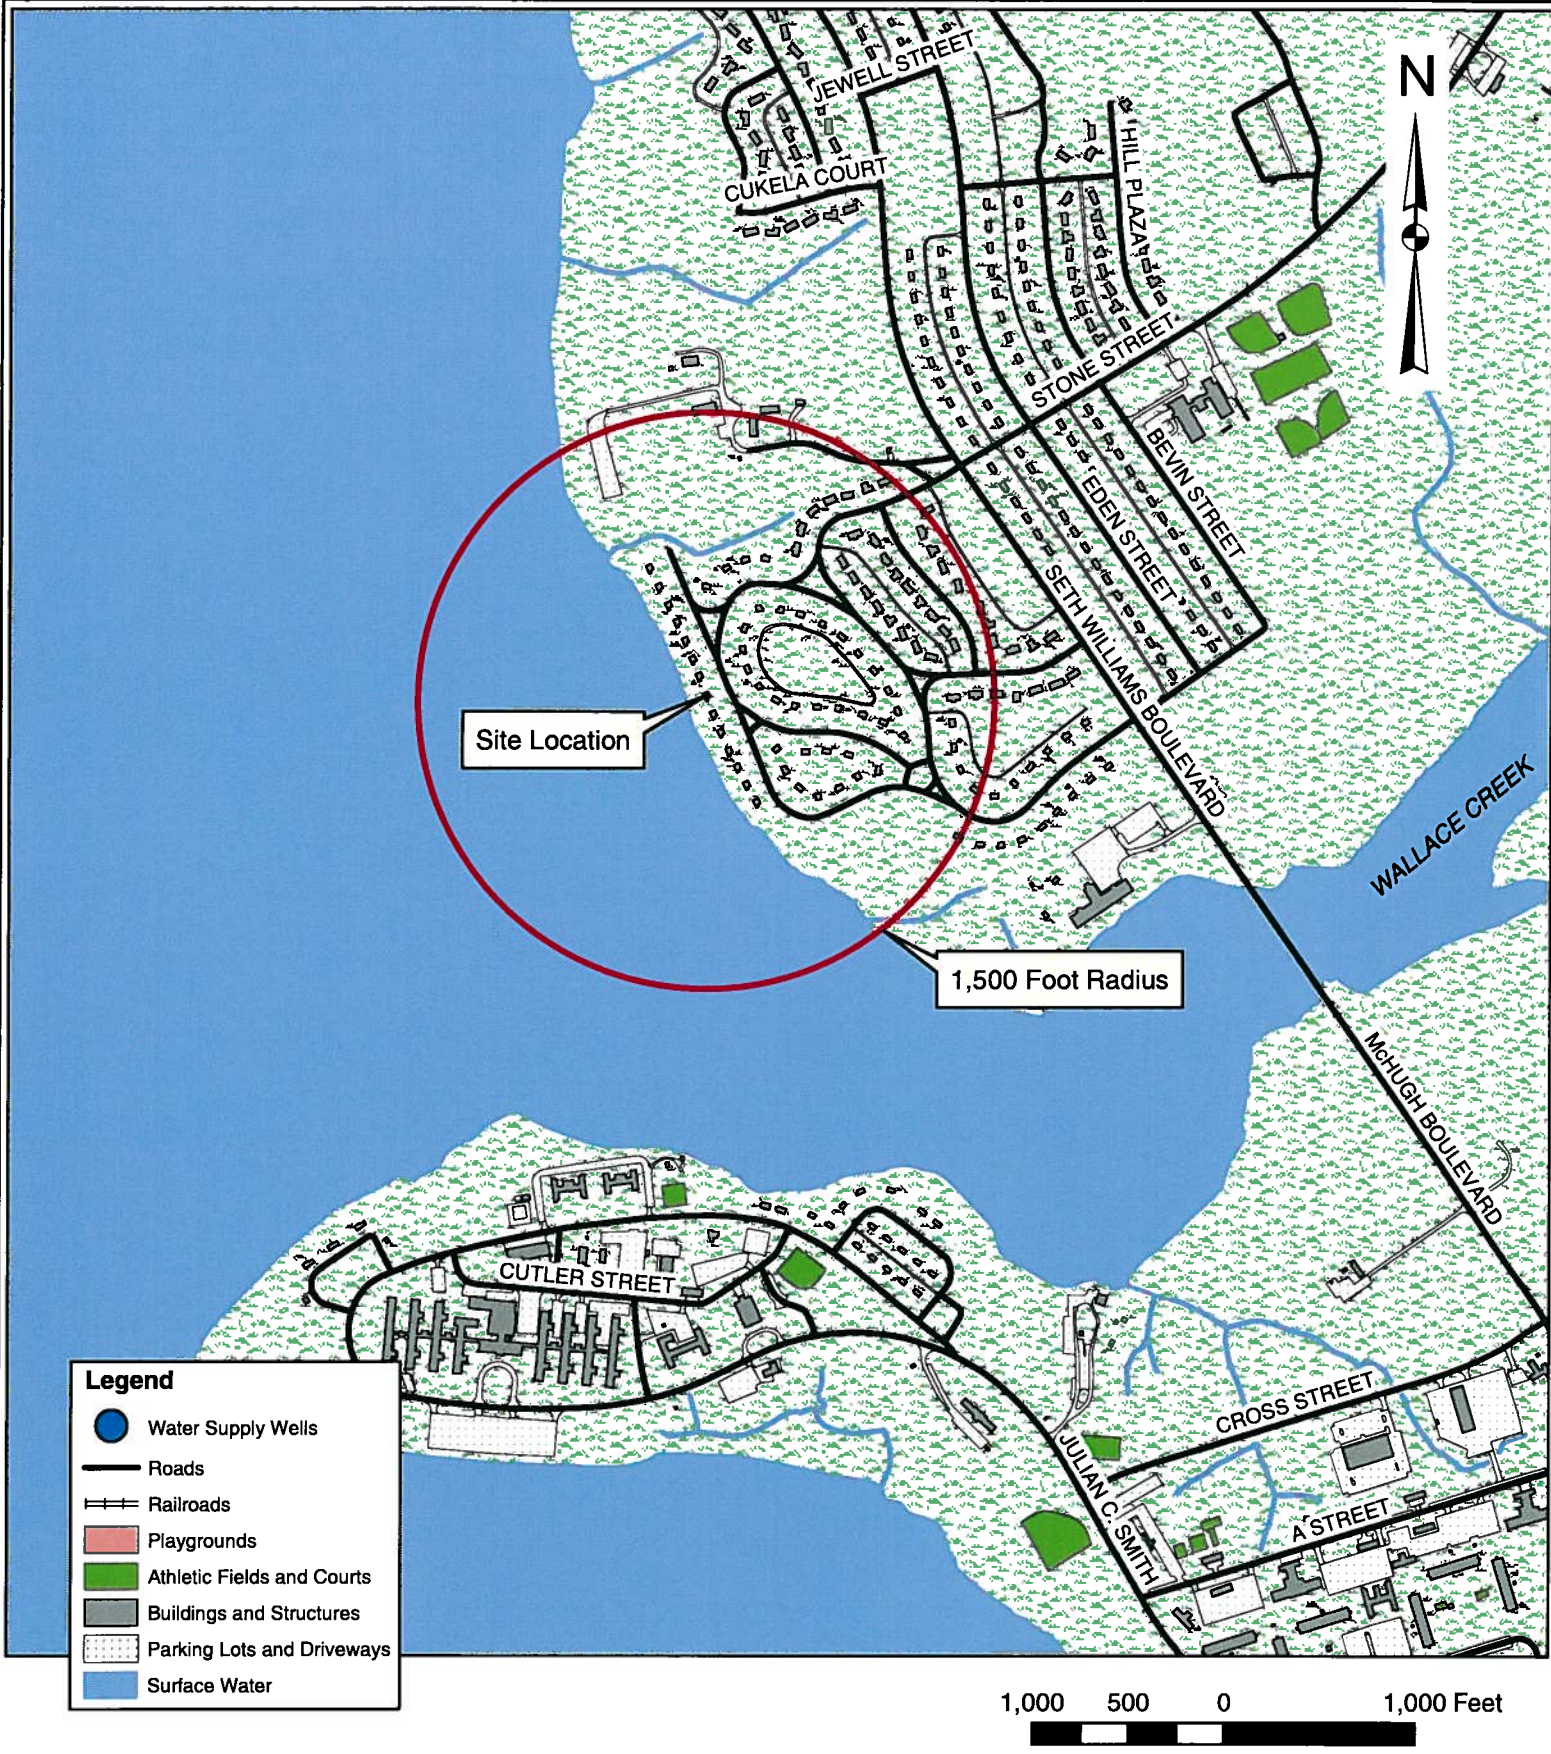 N
JEWELL STREET
CUKELA COURT
HILL PLAZA
STONE STREET
BEVIN STREET
EDEN STREET
SETH WILLIAMS BOULEVARD
Site Location
WALLACE CREEK
1,500 Foot Radius
McHUGH BOULEVARD
CUTLER STREET
CROSS STREET
JULIAN C. SMITH
A STREET
Legend
Water Supply Wells
Roads
Railroads
Playgrounds
Athletic Fields and Courts
Buildings and Structures
Parking Lots and Driveways
Surface Water
1,000 500 0 1,000 Feet